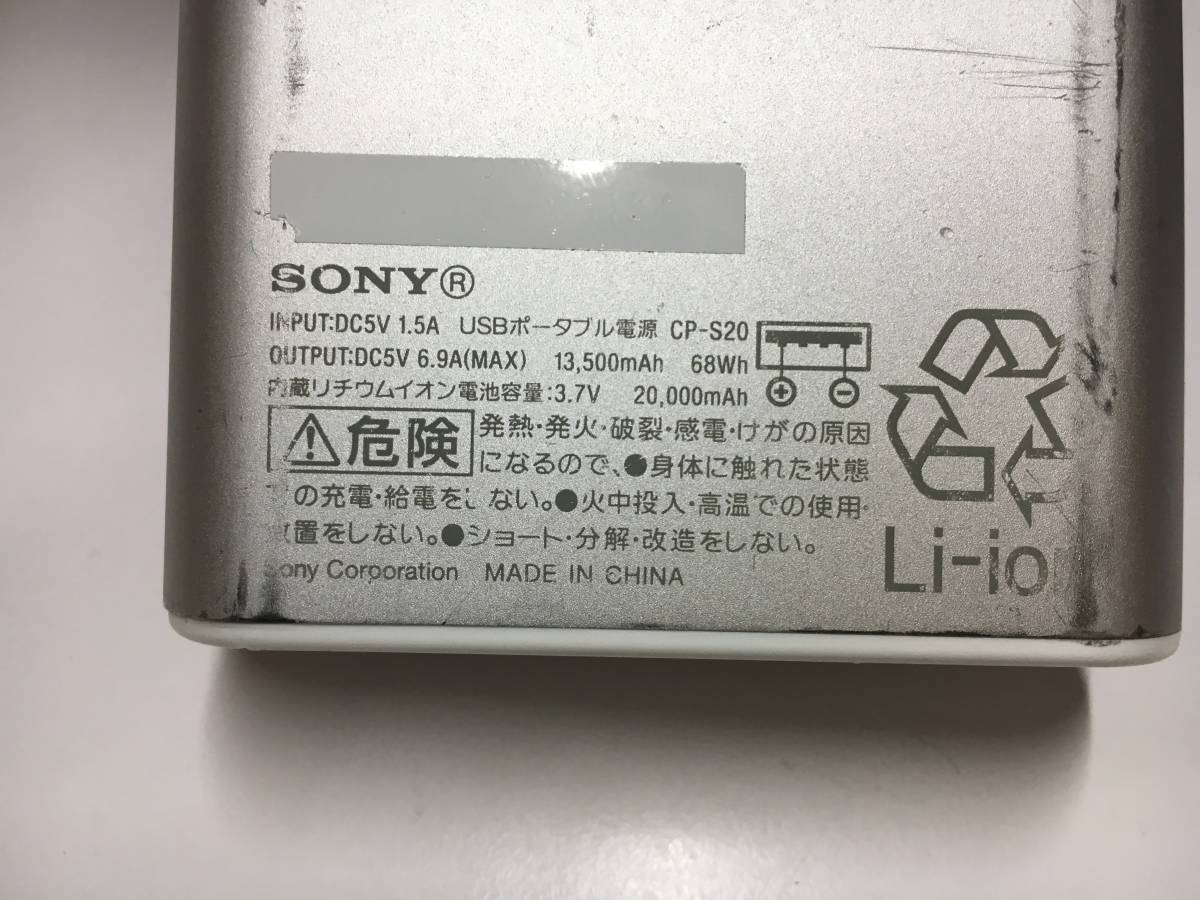 SONY®
INPUT:DC5V 1.5A USBポータブル電源 CP-S20
OUTPUT:DC5V 6.9A(MAX) 13,500mAh 68Wh
内蔵リチウムイオン電池容量:3.7V 20,000mAh
危険 発熱・発火・破裂・感電・けがの原因
になるので、●身体に触れた状態
での充電・給電をしない。●火中投入・高温での使用・
放置をしない。●ショート・分解・改造をしない。
Sony Corporation MADE IN CHINA
Li-ion